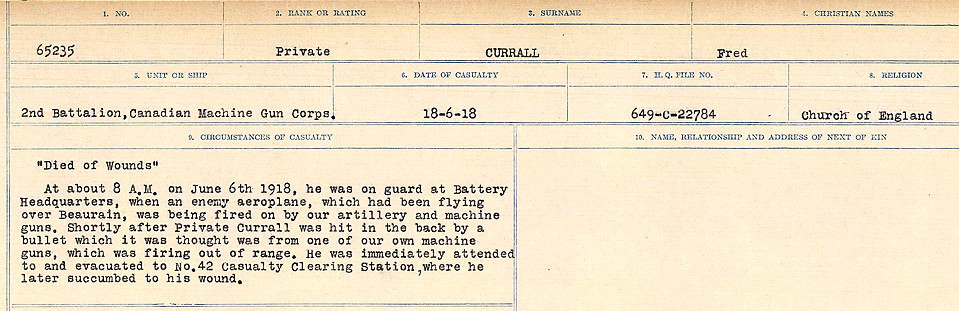 1. NO. 2. RANK OR RATING 3. SURNAME 4. CHRISTIAN NAMES
65235 Private CURRALL Fred
5. UNIT OR SHIP 6. DATE OF CASUALTY 7. H.Q. FILE NO. 8. RELIGION
2nd Battalion,Canadian Machine Gun Corps. 18-6-18 649-C-22784 Church of England
9. CIRCUMSTANCES OF CASUALTY 10. NAME, RELATIONSHIP AND ADDRESS OF NEXT OF KIN
"Died of Wounds"
At about 8 A.M. on June 6th 1918, he was on guard at Battery
Headquarters, when an enemy aeroplane, which had been flying
over Beaurain, was being fired on by our artillery and machine
guns. Shortly after Private Currall was hit in the back by a
bullet which it was thought was from one of our own machine
guns, which was firing out of range. He was immediately attended
to and evacuated to No.42 Casualty Clearing Station,where he
later succumbed to his wound.